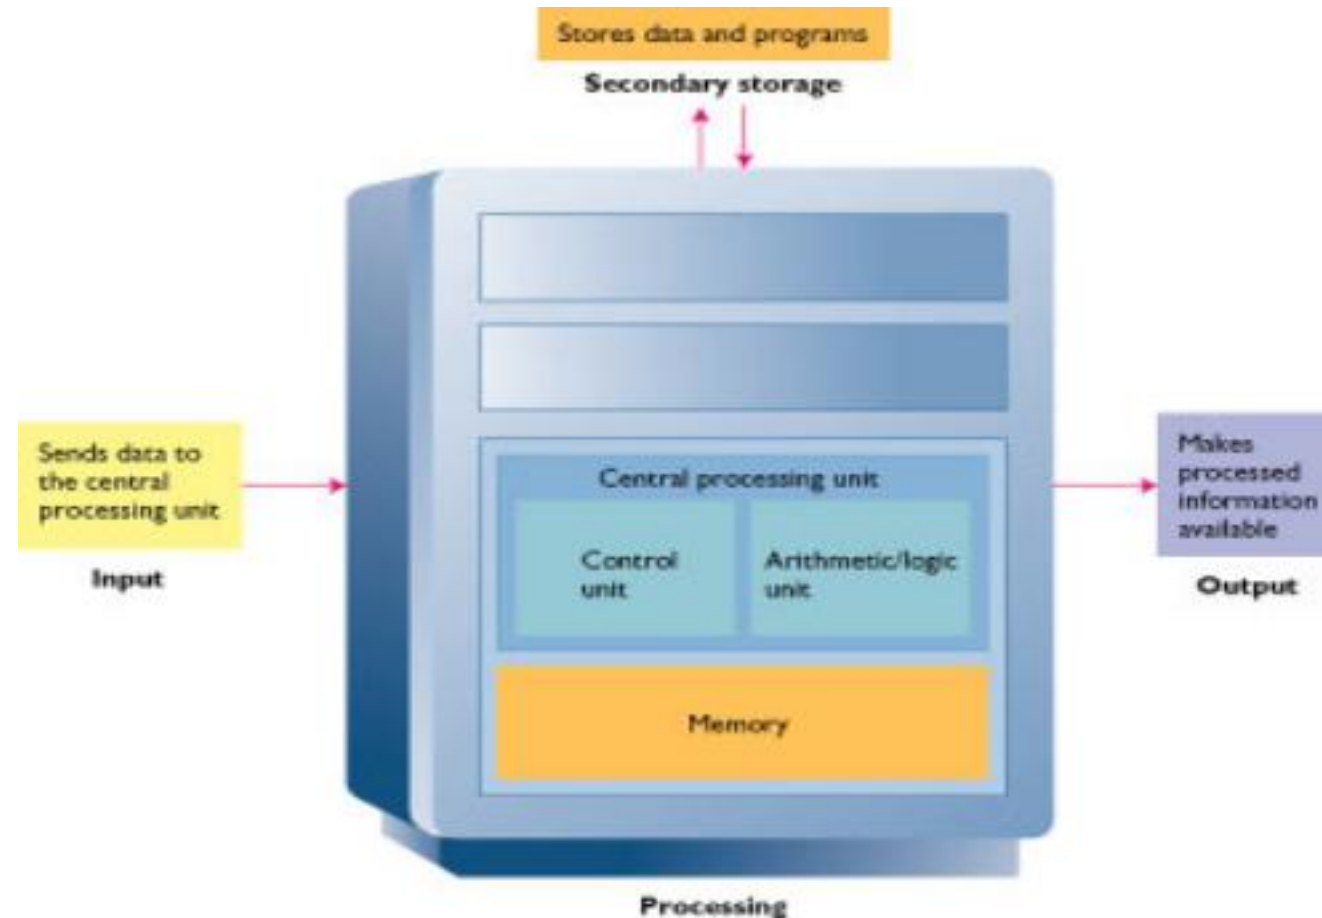 Stores data and programs
Secondary storage
Sends data to
the central
processing unit
Input
Central processing unit
Control
unit
Arithmetic/logic
unit
Memory
Makes
processed
information
available
Output
Processing